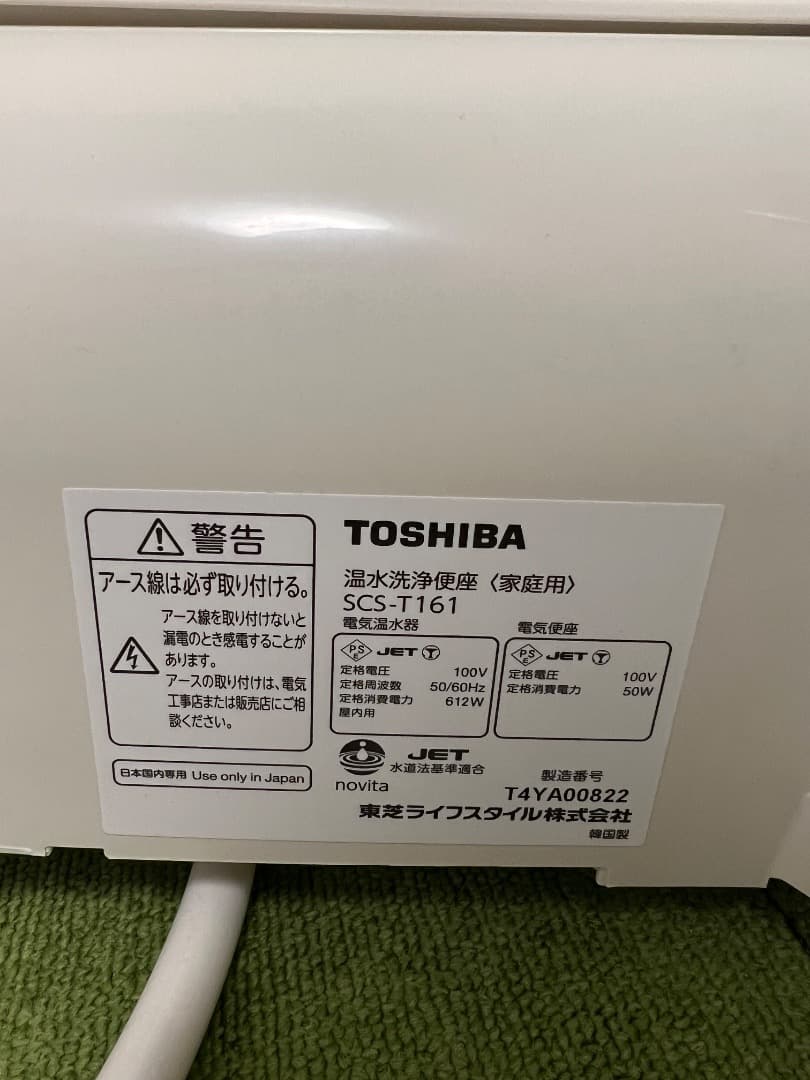 警告
アース線は必ず取り付ける。
アース線を取り付けないと
漏電のとき感電することが
あります。
アースの取り付けは、電気
工事店または販売店にご相
談ください。
日本国内専用 Use only in Japan
TOSHIBA
温水洗浄便座〈家庭用〉
SCS-T161
電気温水器
PS E JET T
定格電圧 100V
定格周波数 50/60Hz
定格消費電力 612W
屋内用
電気便座
PS E JET T
定格電圧 100V
定格消費電力 50W
JET
水道法基準適合
novita
製造番号
T4YA00822
東芝ライフスタイル株式会社
韓国製